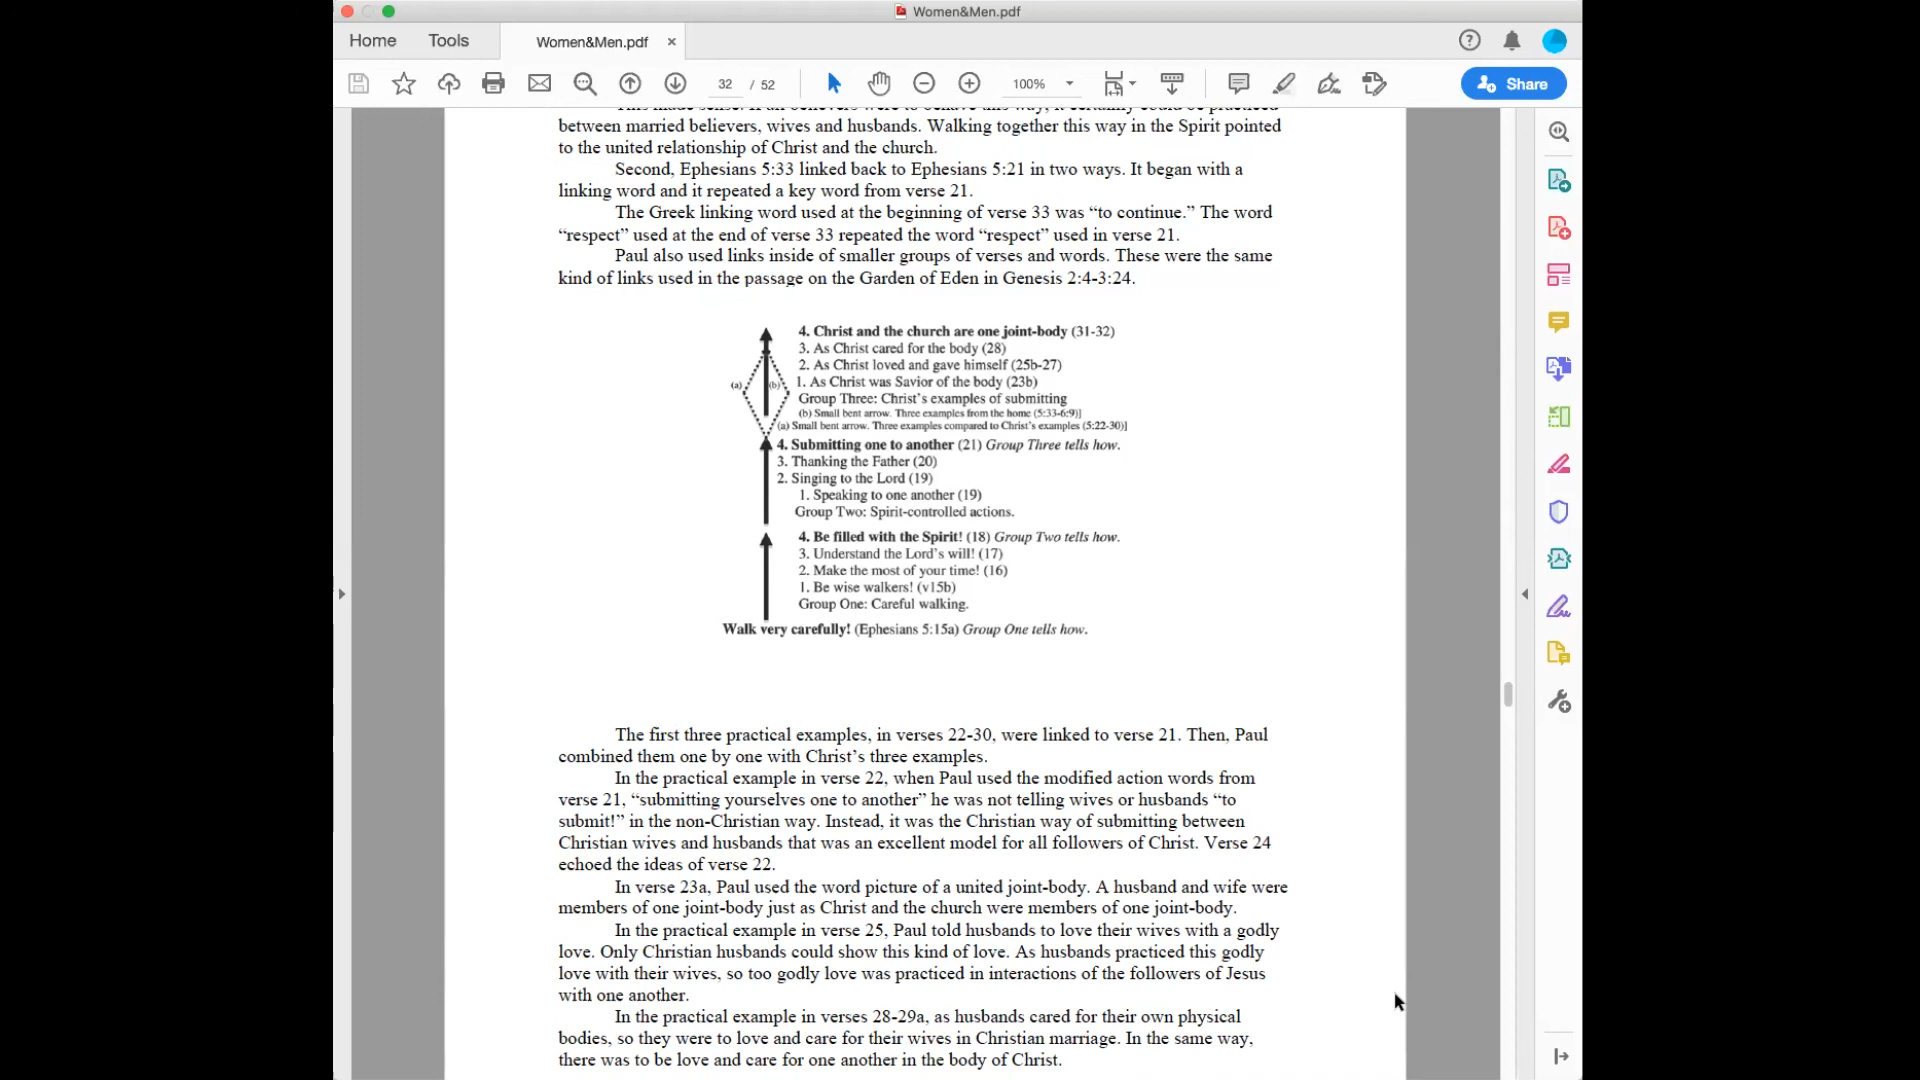 Women&Men.pdf
Home
Tools
Women&Men.pdf
32 / 52
100%
Share
between married believers, wives and husbands. Walking together this way in the Spirit pointed
to the united relationship of Christ and the church.
Second, Ephesians 5:33 linked back to Ephesians 5:21 in two ways. It began with a
linking word and it repeated a key word from verse 21.
The Greek linking word used at the beginning of verse 33 was “to continue.” The word
“respect” used at the end of verse 33 repeated the word “respect” used in verse 21.
Paul also used links inside of smaller groups of verses and words. These were the same
kind of links used in the passage on the Garden of Eden in Genesis 2:4-3:24.
4. Christ and the church are one joint-body (31-32)
3. As Christ cared for the body (28)
2. As Christ loved and gave himself (25b-27)
(a) (b) 1. As Christ was Savior of the body (23b)
Group Three: Christ’s examples of submitting
(b) Small bent arrow. Three examples from the home (5:33-6:9)]
(a) Small bent arrow. Three examples compared to Christ’s examples (5:22-30)]
4. Submitting one to another (21) Group Three tells how.
3. Thanking the Father (20)
2. Singing to the Lord (19)
1. Speaking to one another (19)
Group Two: Spirit-controlled actions.
4. Be filled with the Spirit! (18) Group Two tells how.
3. Understand the Lord’s will! (17)
2. Make the most of your time! (16)
1. Be wise walkers! (v15b)
Group One: Careful walking.
Walk very carefully! (Ephesians 5:15a) Group One tells how.
The first three practical examples, in verses 22-30, were linked to verse 21. Then, Paul
combined them one by one with Christ’s three examples.
In the practical example in verse 22, when Paul used the modified action words from
verse 21, “submitting yourselves one to another” he was not telling wives or husbands “to
submit!” in the non-Christian way. Instead, it was the Christian way of submitting between
Christian wives and husbands that was an excellent model for all followers of Christ. Verse 24
echoed the ideas of verse 22.
In verse 23a, Paul used the word picture of a united joint-body. A husband and wife were
members of one joint-body just as Christ and the church were members of one joint-body.
In the practical example in verse 25, Paul told husbands to love their wives with a godly
love. Only Christian husbands could show this kind of love. As husbands practiced this godly
love with their wives, so too godly love was practiced in interactions of the followers of Jesus
with one another.
In the practical example in verses 28-29a, as husbands cared for their own physical
bodies, so they were to love and care for their wives in Christian marriage. In the same way,
there was to be love and care for one another in the body of Christ.